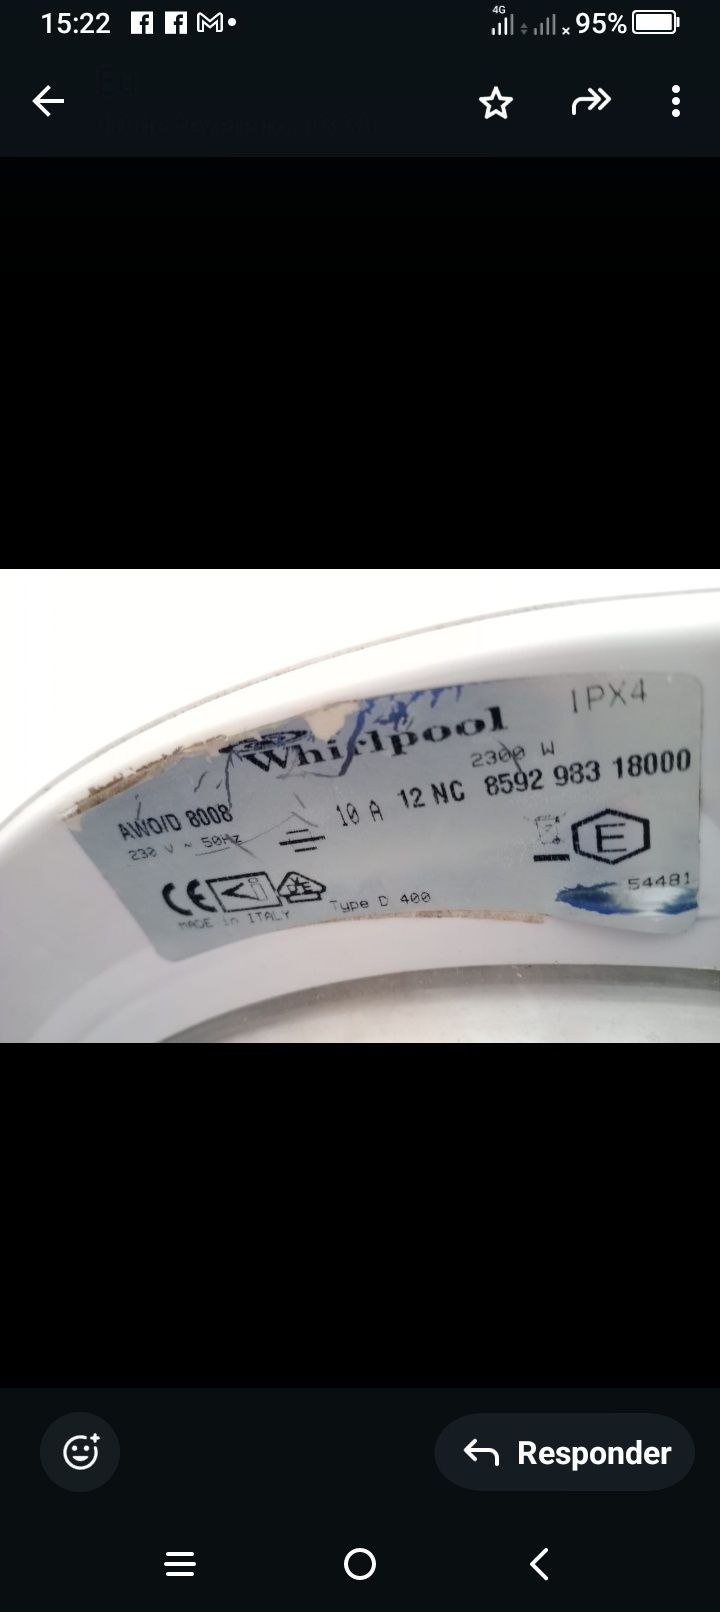 15:22
4G
95%
Whirlpool
IPX4
2300 W
AWO/D 8008
10 A 12 NC 8592 983 18000
230 V ~ 50Hz
E
54481
CE
Type D 400
MADE in ITALY
Responder